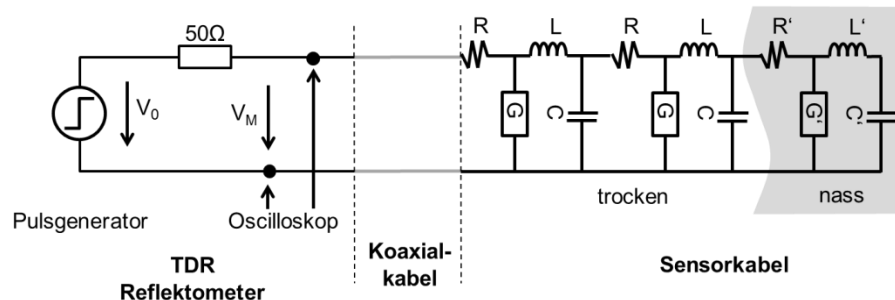 50Ω
V0
VM
Pulsgenerator
Oscilloskop
TDR
Reflektometer
Koaxial-
kabel
R L R L R‘ L‘
G C G C G‘ C‘
trocken nass
Sensorkabel